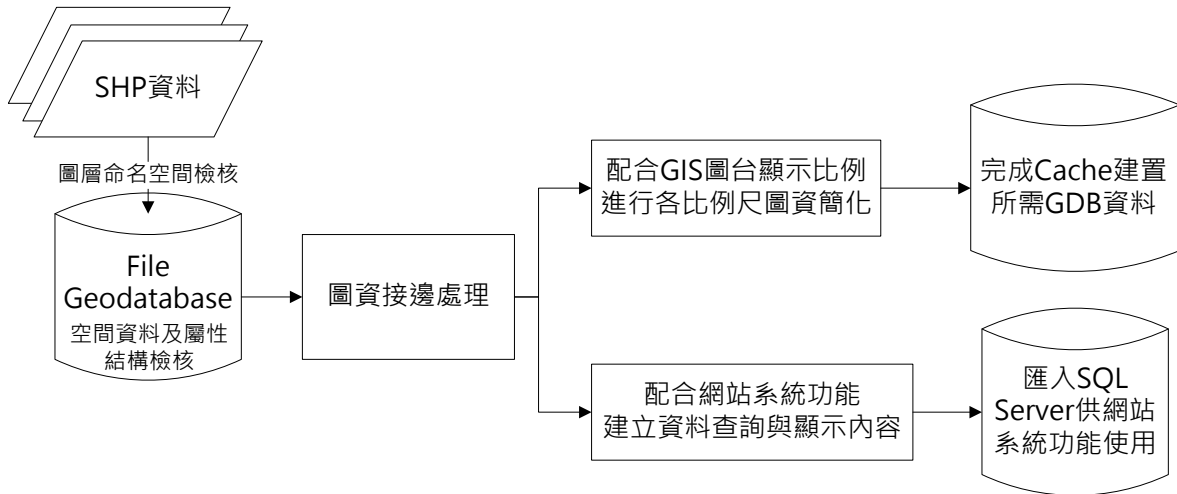 SHP資料
圖層命名空間檢核
File
Geodatabase
空間資料及屬性
結構檢核
圖資接邊處理
配合GIS圖台顯示比例
進行各比例尺圖資簡化
完成Cache建置
所需GDB資料
配合網站系統功能
建立資料查詢與顯示內容
匯入SQL
Server供網站
系統功能使用